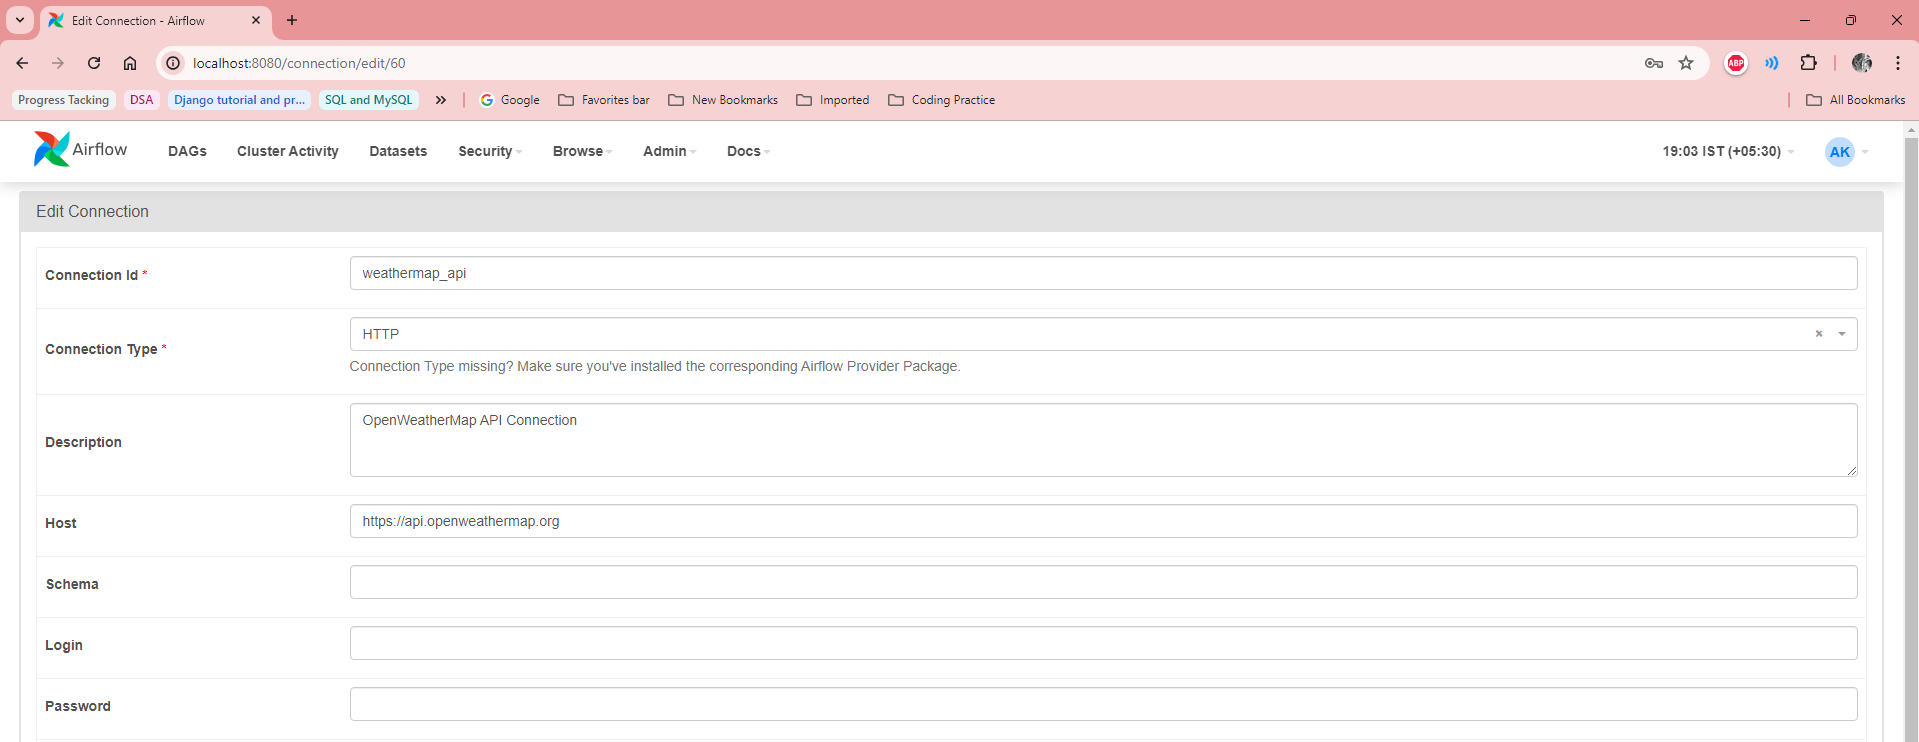 Edit Connection - Airflow
localhost:8080/connection/edit/60
ABP
Progress Tacking DSA Django tutorial and pr... SQL and MySQL Google Favorites bar New Bookmarks Imported Coding Practice All Bookmarks
Airflow DAGs Cluster Activity Datasets Security Browse Admin Docs 19:03 IST (+05:30) AK
Edit Connection
Connection Id * weathermap_api
Connection Type * HTTP
Connection Type missing? Make sure you've installed the corresponding Airflow Provider Package.
Description OpenWeatherMap API Connection
Host https://api.openweathermap.org
Schema
Login
Password